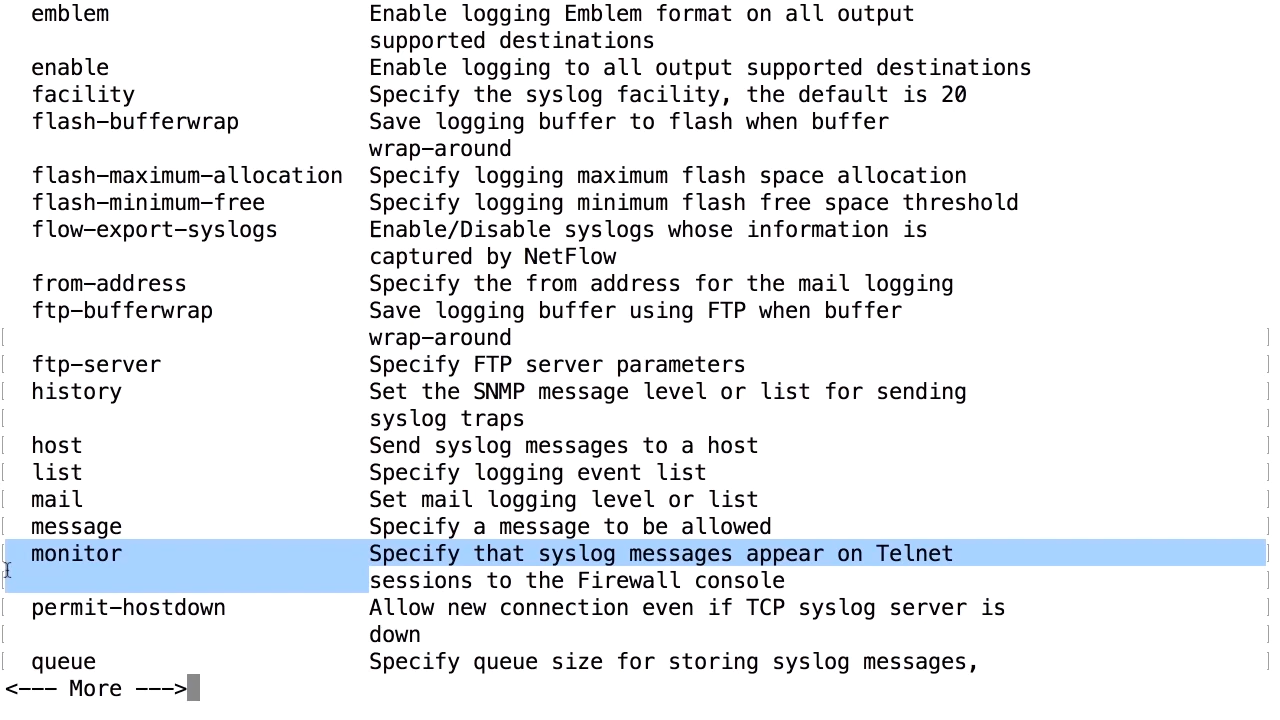 emblem Enable logging Emblem format on all output
supported destinations
enable Enable logging to all output supported destinations
facility Specify the syslog facility, the default is 20
flash-bufferwrap Save logging buffer to flash when buffer
wrap-around
flash-maximum-allocation Specify logging maximum flash space allocation
flash-minimum-free Specify logging minimum flash free space threshold
flow-export-syslogs Enable/Disable syslogs whose information is
captured by NetFlow
from-address Specify the from address for the mail logging
ftp-bufferwrap Save logging buffer using FTP when buffer
wrap-around
ftp-server Specify FTP server parameters
history Set the SNMP message level or list for sending
syslog traps
host Send syslog messages to a host
list Specify logging event list
mail Set mail logging level or list
message Specify a message to be allowed
monitor Specify that syslog messages appear on Telnet
sessions to the Firewall console
permit-hostdown Allow new connection even if TCP syslog server is
down
queue Specify queue size for storing syslog messages,
<--- More --->